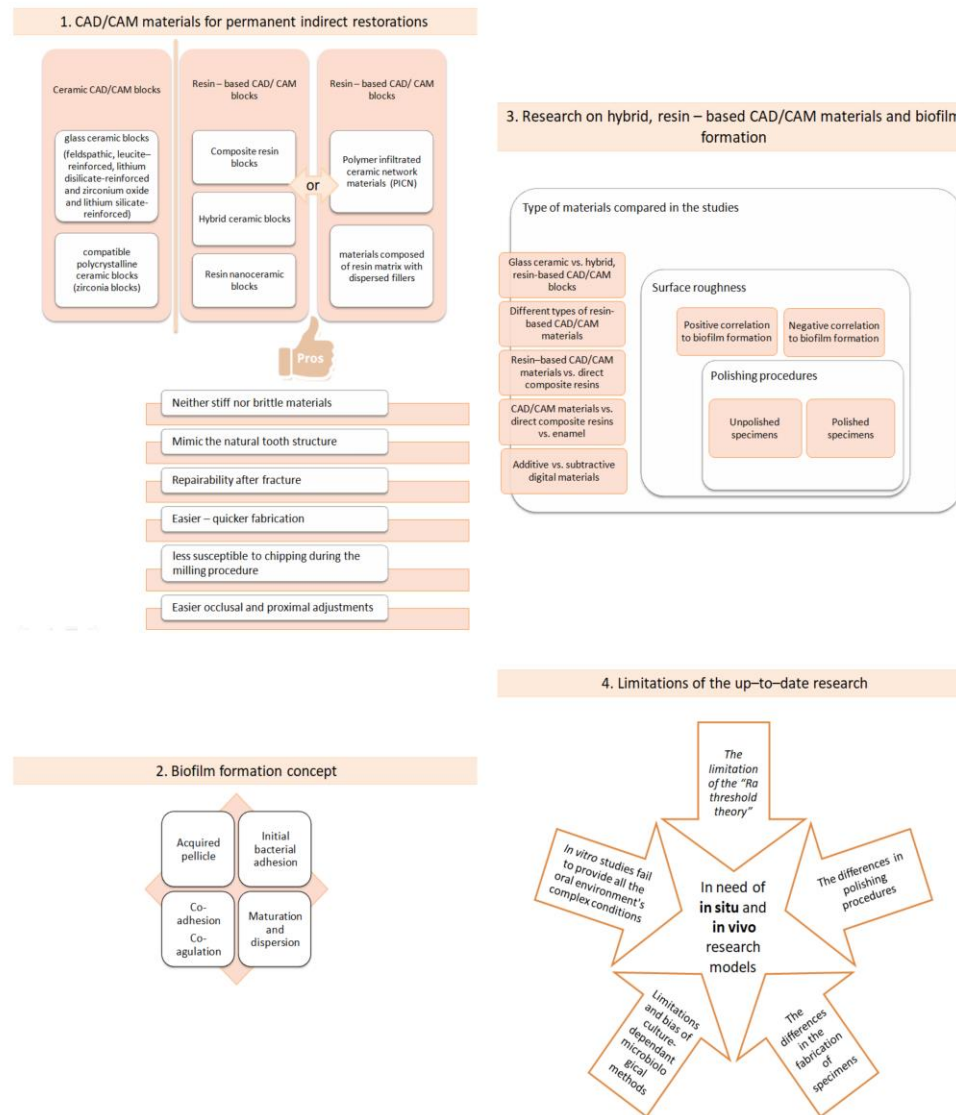 1. CAD/CAM materials for permanent indirect restorations
Ceramic CAD/CAM blocks
glass ceramic blocks
(feldspathic, leucite–
reinforced, lithium
disilicate-reinforced
and zirconium oxide
and lithium silicate-
reinforced)
compatible
polycrystalline
ceramic blocks
(zirconia blocks)
Resin – based CAD/ CAM
blocks
Composite resin
blocks
Hybrid ceramic blocks
Resin nanoceramic
blocks
or
Resin – based CAD/ CAM
blocks
Polymer infiltrated
ceramic network
materials (PICN)
materials composed
of resin matrix with
dispersed fillers
Pros
Neither stiff nor brittle materials
Mimic the natural tooth structure
Repairability after fracture
Easier – quicker fabrication
less susceptible to chipping during the
milling procedure
Easier occlusal and proximal adjustments
2. Biofilm formation concept
Acquired
pellicle
Initial
bacterial
adhesion
Co-
adhesion
Co-
agulation
Maturation
and
dispersion
3. Research on hybrid, resin – based CAD/CAM materials and biofilm
formation
Type of materials compared in the studies
Glass ceramic vs. hybrid,
resin-based CAD/CAM
blocks
Different types of resin-
based CAD/CAM
materials
Resin–based CAD/CAM
materials vs. direct
composite resins
CAD/CAM materials vs.
direct composite resins
vs. enamel
Additive vs. subtractive
digital materials
Surface roughness
Positive correlation
to biofilm formation
Negative correlation
to biofilm formation
Polishing procedures
Unpolished
specimens
Polished
specimens
4. Limitations of the up–to–date research
The
limitation
of the “Ra
threshold
theory”
In vitro studies fail
to provide all the
oral environment's
complex conditions
The differences in
polishing
procedures
In need of
in situ and
in vivo
research
models
Limitations
and bias of
culture-
dependant
microbiolo
gical
methods
The
differences
in the
fabrication
of
specimens